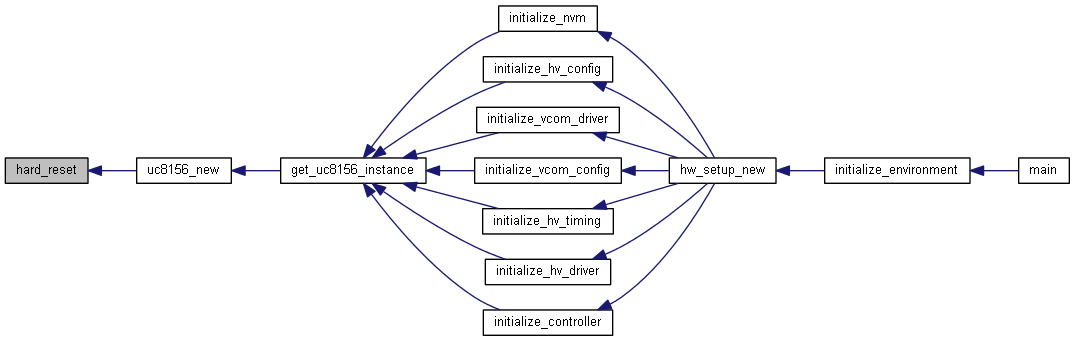 initialize_nvm
initialize_hv_config
initialize_vcom_driver
hard_reset
uc8156_new
get_uc8156_instance
initialize_vcom_config
hw_setup_new
initialize_environment
main
initialize_hv_timing
initialize_hv_driver
initialize_controller